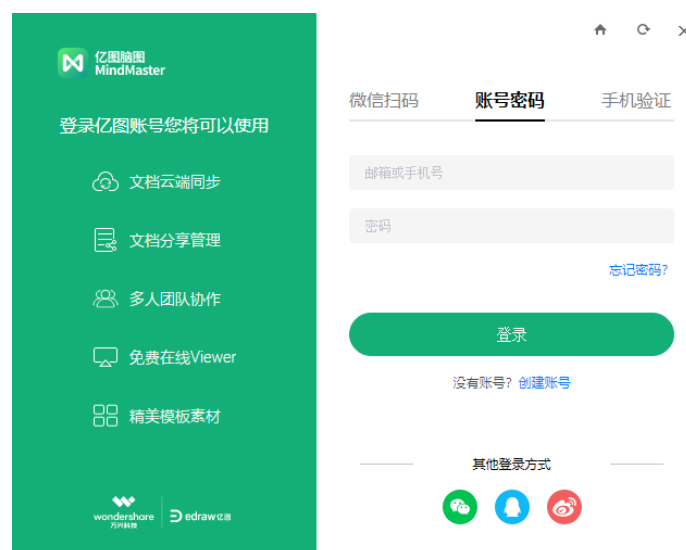 亿图脑图
MindMaster
登录亿图账号您将可以使用
文档云端同步
文档分享管理
多人团队协作
免费在线Viewer
精美模板素材
wondershare
万兴科技
edraw亿图
微信扫码
账号密码
手机验证
邮箱或手机号
密码
忘记密码?
登录
没有账号? 创建账号
其他登录方式